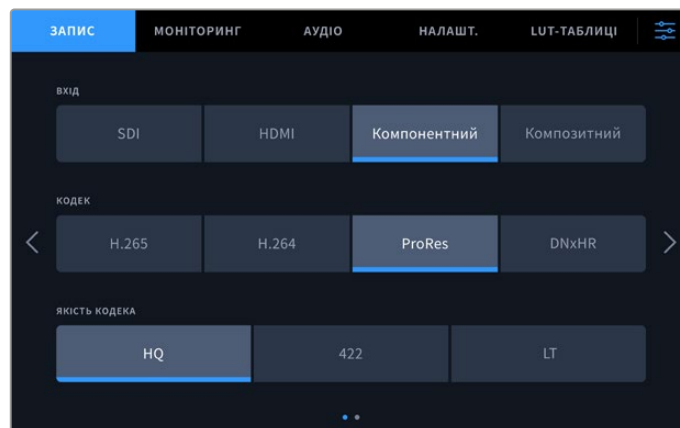 ЗАПИС МОНІТОРИНГ АУДІО НАЛАШТ. LUT-ТАБЛИЦІ
ВХІД
SDI HDMI Компонентний Композитний
КОДЕК
H.265 H.264 ProRes DNxHR
ЯКІСТЬ КОДЕКА
HQ 422 LT